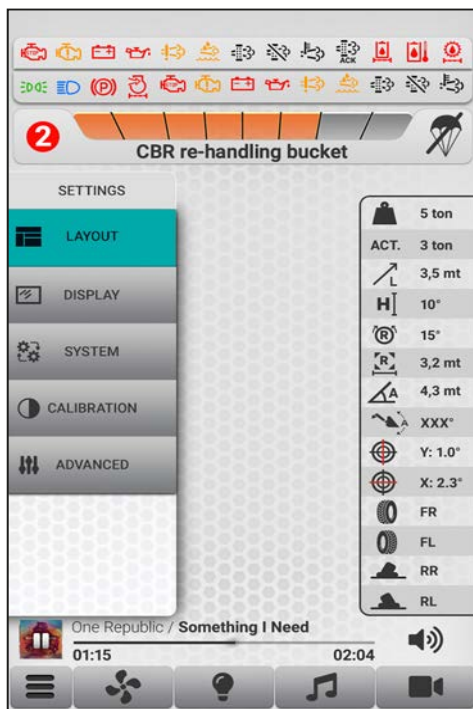 STOP
ACK
(P)
2
CBR re-handling bucket
SETTINGS
LAYOUT
DISPLAY
SYSTEM
CALIBRATION
ADVANCED
5 ton
ACT. 3 ton
L 3,5 mt
H 10°
R 15°
R 3,2 mt
A 4,3 mt
A XXX°
Y: 1.0°
X: 2.3°
FR
FL
RR
RL
One Republic / Something I Need
01:15 02:04